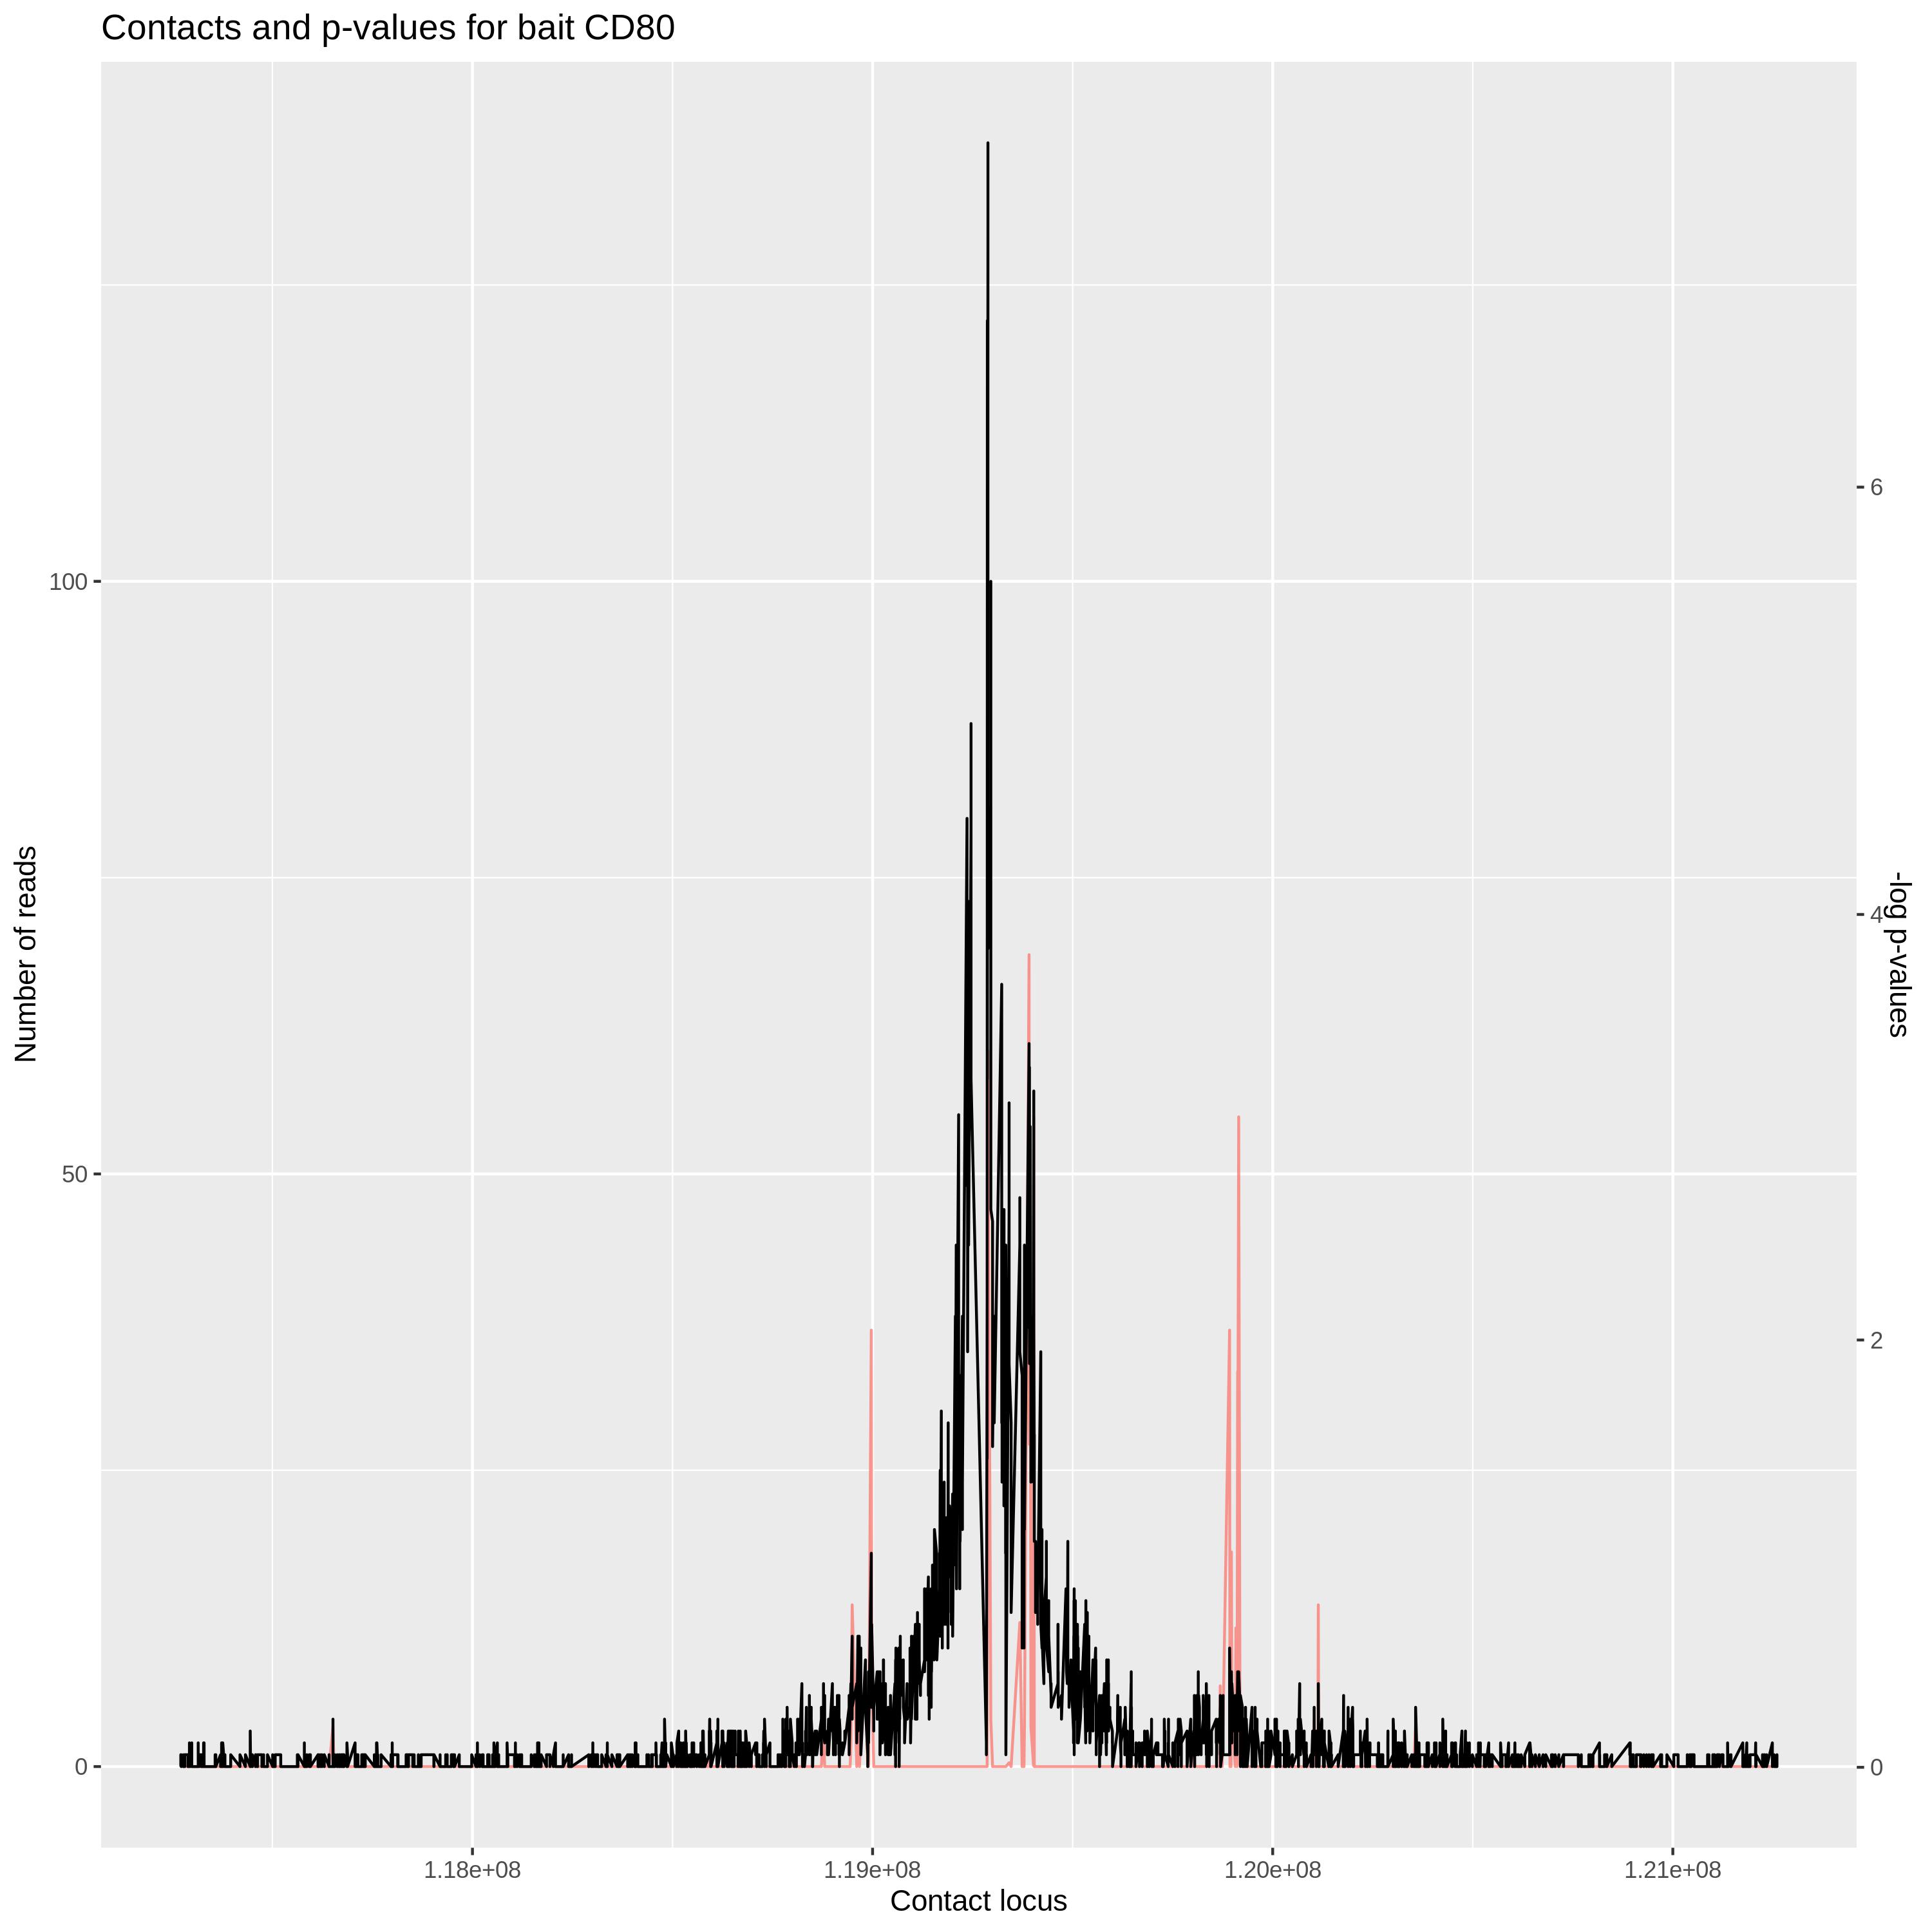 Contacts and p-values for bait CD80
Number of reads
100
50
0
6
4
2
0
-log p-values
1.18e+08
1.19e+08
1.20e+08
1.21e+08
Contact locus